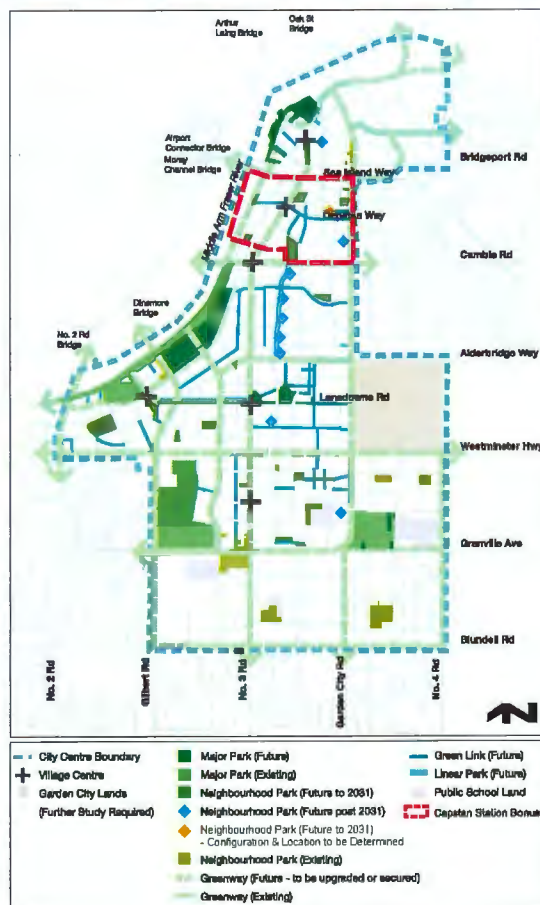 Arthur
Laing Bridge
Oak St
Bridge
Airport
Connector Bridge
Moray
Channel Bridge
Bridgeport Rd
Sea Island Way
Middle Arm Fraser River
Capstan Way
Cambie Rd
Dinsmore
Bridge
No. 2 Rd
Bridge
Alderbridge Way
Lansdowne Rd
Westminster Hwy
Granville Ave
Blundell Rd
No. 2 Rd
Gilbert Rd
No. 3 Rd
Garden City Rd
No. 4 Rd
N
City Centre Boundary
Village Centre
Garden City Lands
(Further Study Required)
Major Park (Future)
Major Park (Existing)
Neighbourhood Park (Future to 2031)
Neighbourhood Park (Future post 2031)
Neighbourhood Park (Future to 2031)
- Configuration & Location to be Determined
Neighbourhood Park (Existing)
Greenway (Future - to be upgraded or secured)
Greenway (Existing)
Green Link (Future)
Linear Park (Future)
Public School Land
Capstan Station Bonus